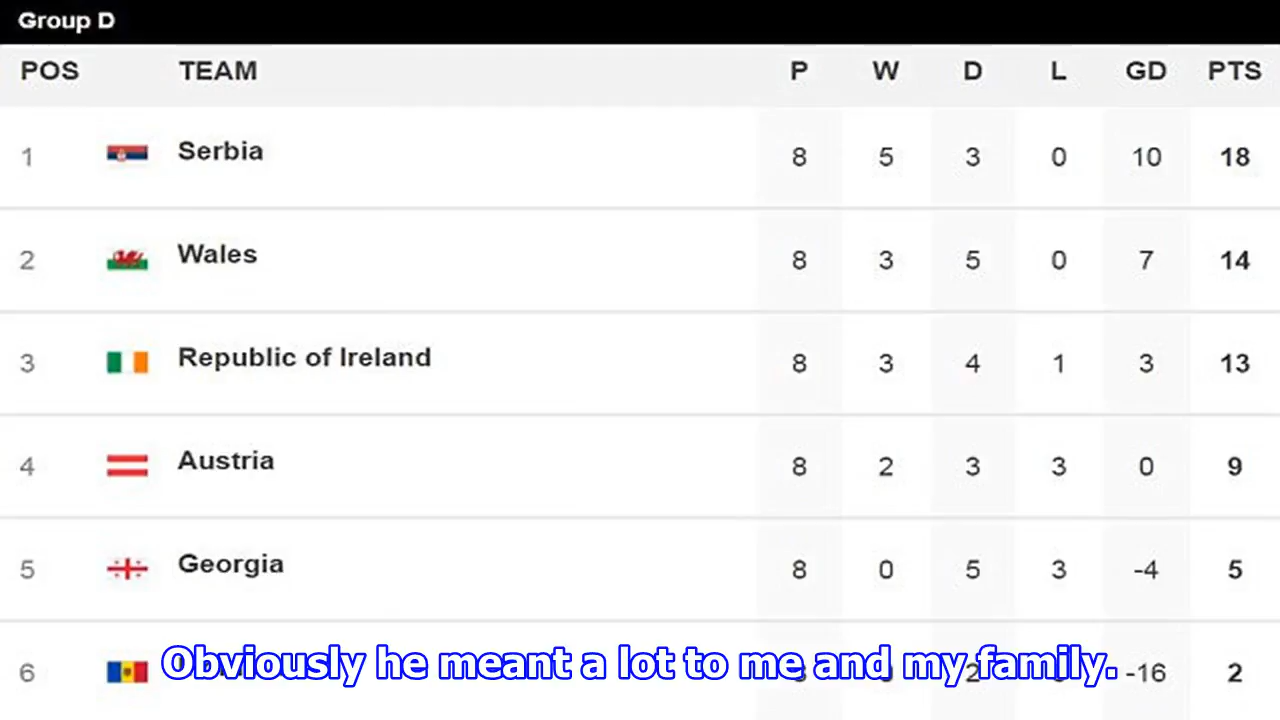 Group D
POS TEAM P W D L GD PTS
1 Serbia 8 5 3 0 10 18
2 Wales 8 3 5 0 7 14
3 Republic of Ireland 8 3 4 1 3 13
4 Austria 8 2 3 3 0 9
5 Georgia 8 0 5 3 -4 5
6 2 -16 2
Obviously he meant a lot to me and my family.